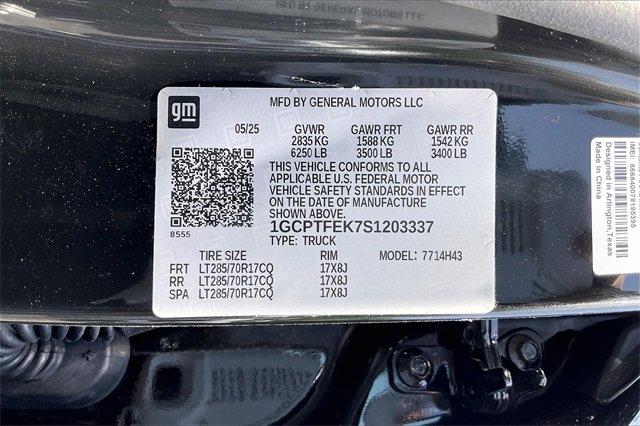 MFD BY GENERAL MOTORS LLC
gm
05/25 GVWR GAWR FRT GAWR RR
2835 KG 1588 KG 1542 KG
6250 LB 3500 LB 3400 LB
THIS VEHICLE CONFORMS TO ALL
APPLICABLE U.S. FEDERAL MOTOR
VEHICLE SAFETY STANDARDS IN EFFECT
ON THE DATE OF MANUFACTURE
SHOWN ABOVE.
8555
1GCPTFEK7S1203337
TYPE: TRUCK
TIRE SIZE RIM MODEL: 7714H43
FRT LT285/70R17CQ 17X8J
RR LT285/70R17CQ 17X8J
SPA LT285/70R17CQ 17X8J
IMEI: 866840078195395
Designed in Arlington,Texas
Made in China